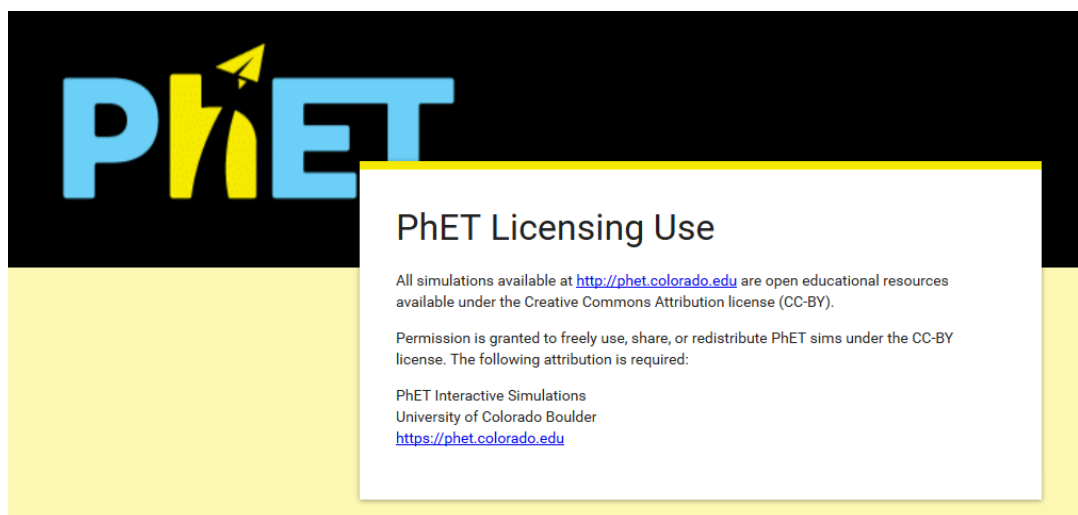 PhET
PhET Licensing Use
All simulations available at http://phet.colorado.edu are open educational resources
available under the Creative Commons Attribution license (CC-BY).
Permission is granted to freely use, share, or redistribute PhET sims under the CC-BY
license. The following attribution is required:
PhET Interactive Simulations
University of Colorado Boulder
https://phet.colorado.edu